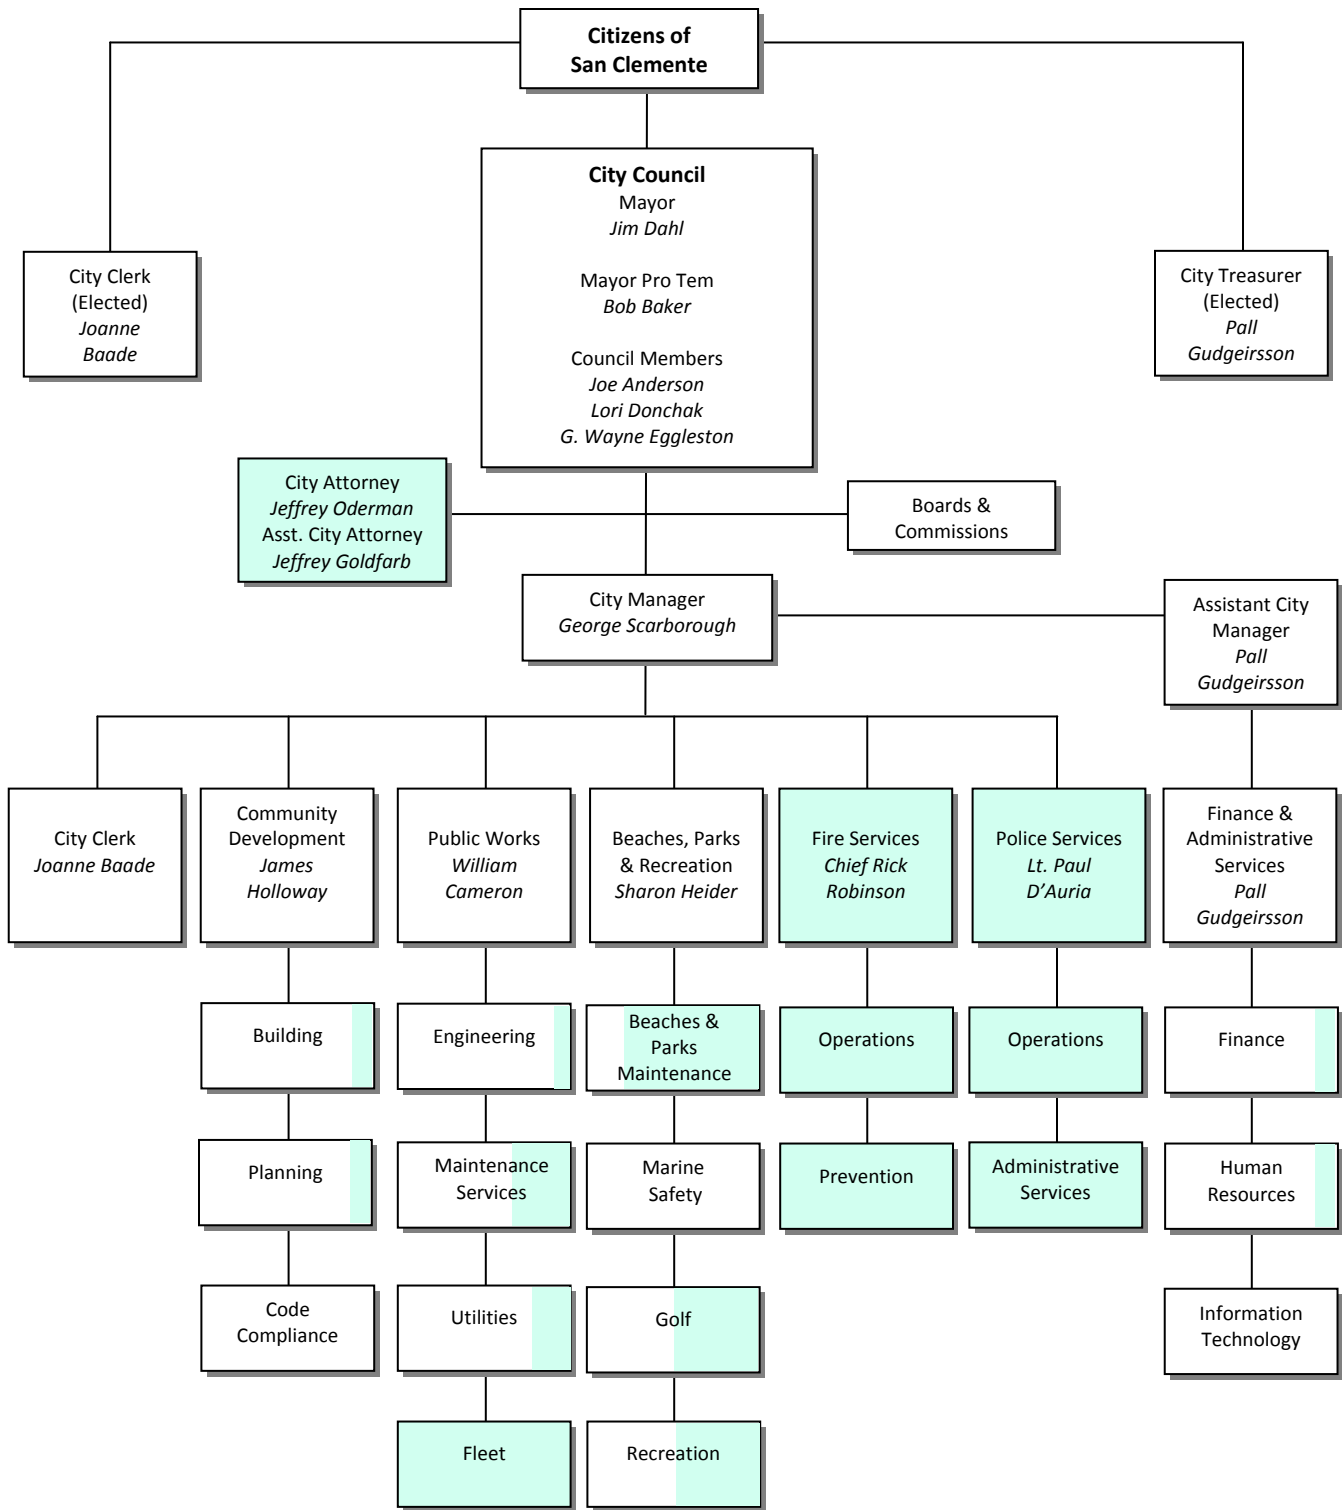 Citizens of
San Clemente
City Council
Mayor
Jim Dahl
Mayor Pro Tem
Bob Baker
Council Members
Joe Anderson
Lori Donchak
G. Wayne Eggleston
City Clerk
(Elected)
Joanne
Baade
City Treasurer
(Elected)
Pall
Gudgeirsson
City Attorney
Jeffrey Oderman
Asst. City Attorney
Jeffrey Goldfarb
Boards &
Commissions
City Manager
George Scarborough
Assistant City
Manager
Pall
Gudgeirsson
City Clerk
Joanne Baade
Community
Development
James
Holloway
Public Works
William
Cameron
Beaches, Parks
& Recreation
Sharon Heider
Fire Services
Chief Rick
Robinson
Police Services
Lt. Paul
D’Auria
Finance &
Administrative
Services
Pall
Gudgeirsson
Building
Engineering
Beaches &
Parks
Maintenance
Operations
Operations
Finance
Planning
Maintenance
Services
Marine
Safety
Prevention
Administrative
Services
Human
Resources
Code
Compliance
Utilities
Golf
Information
Technology
Fleet
Recreation